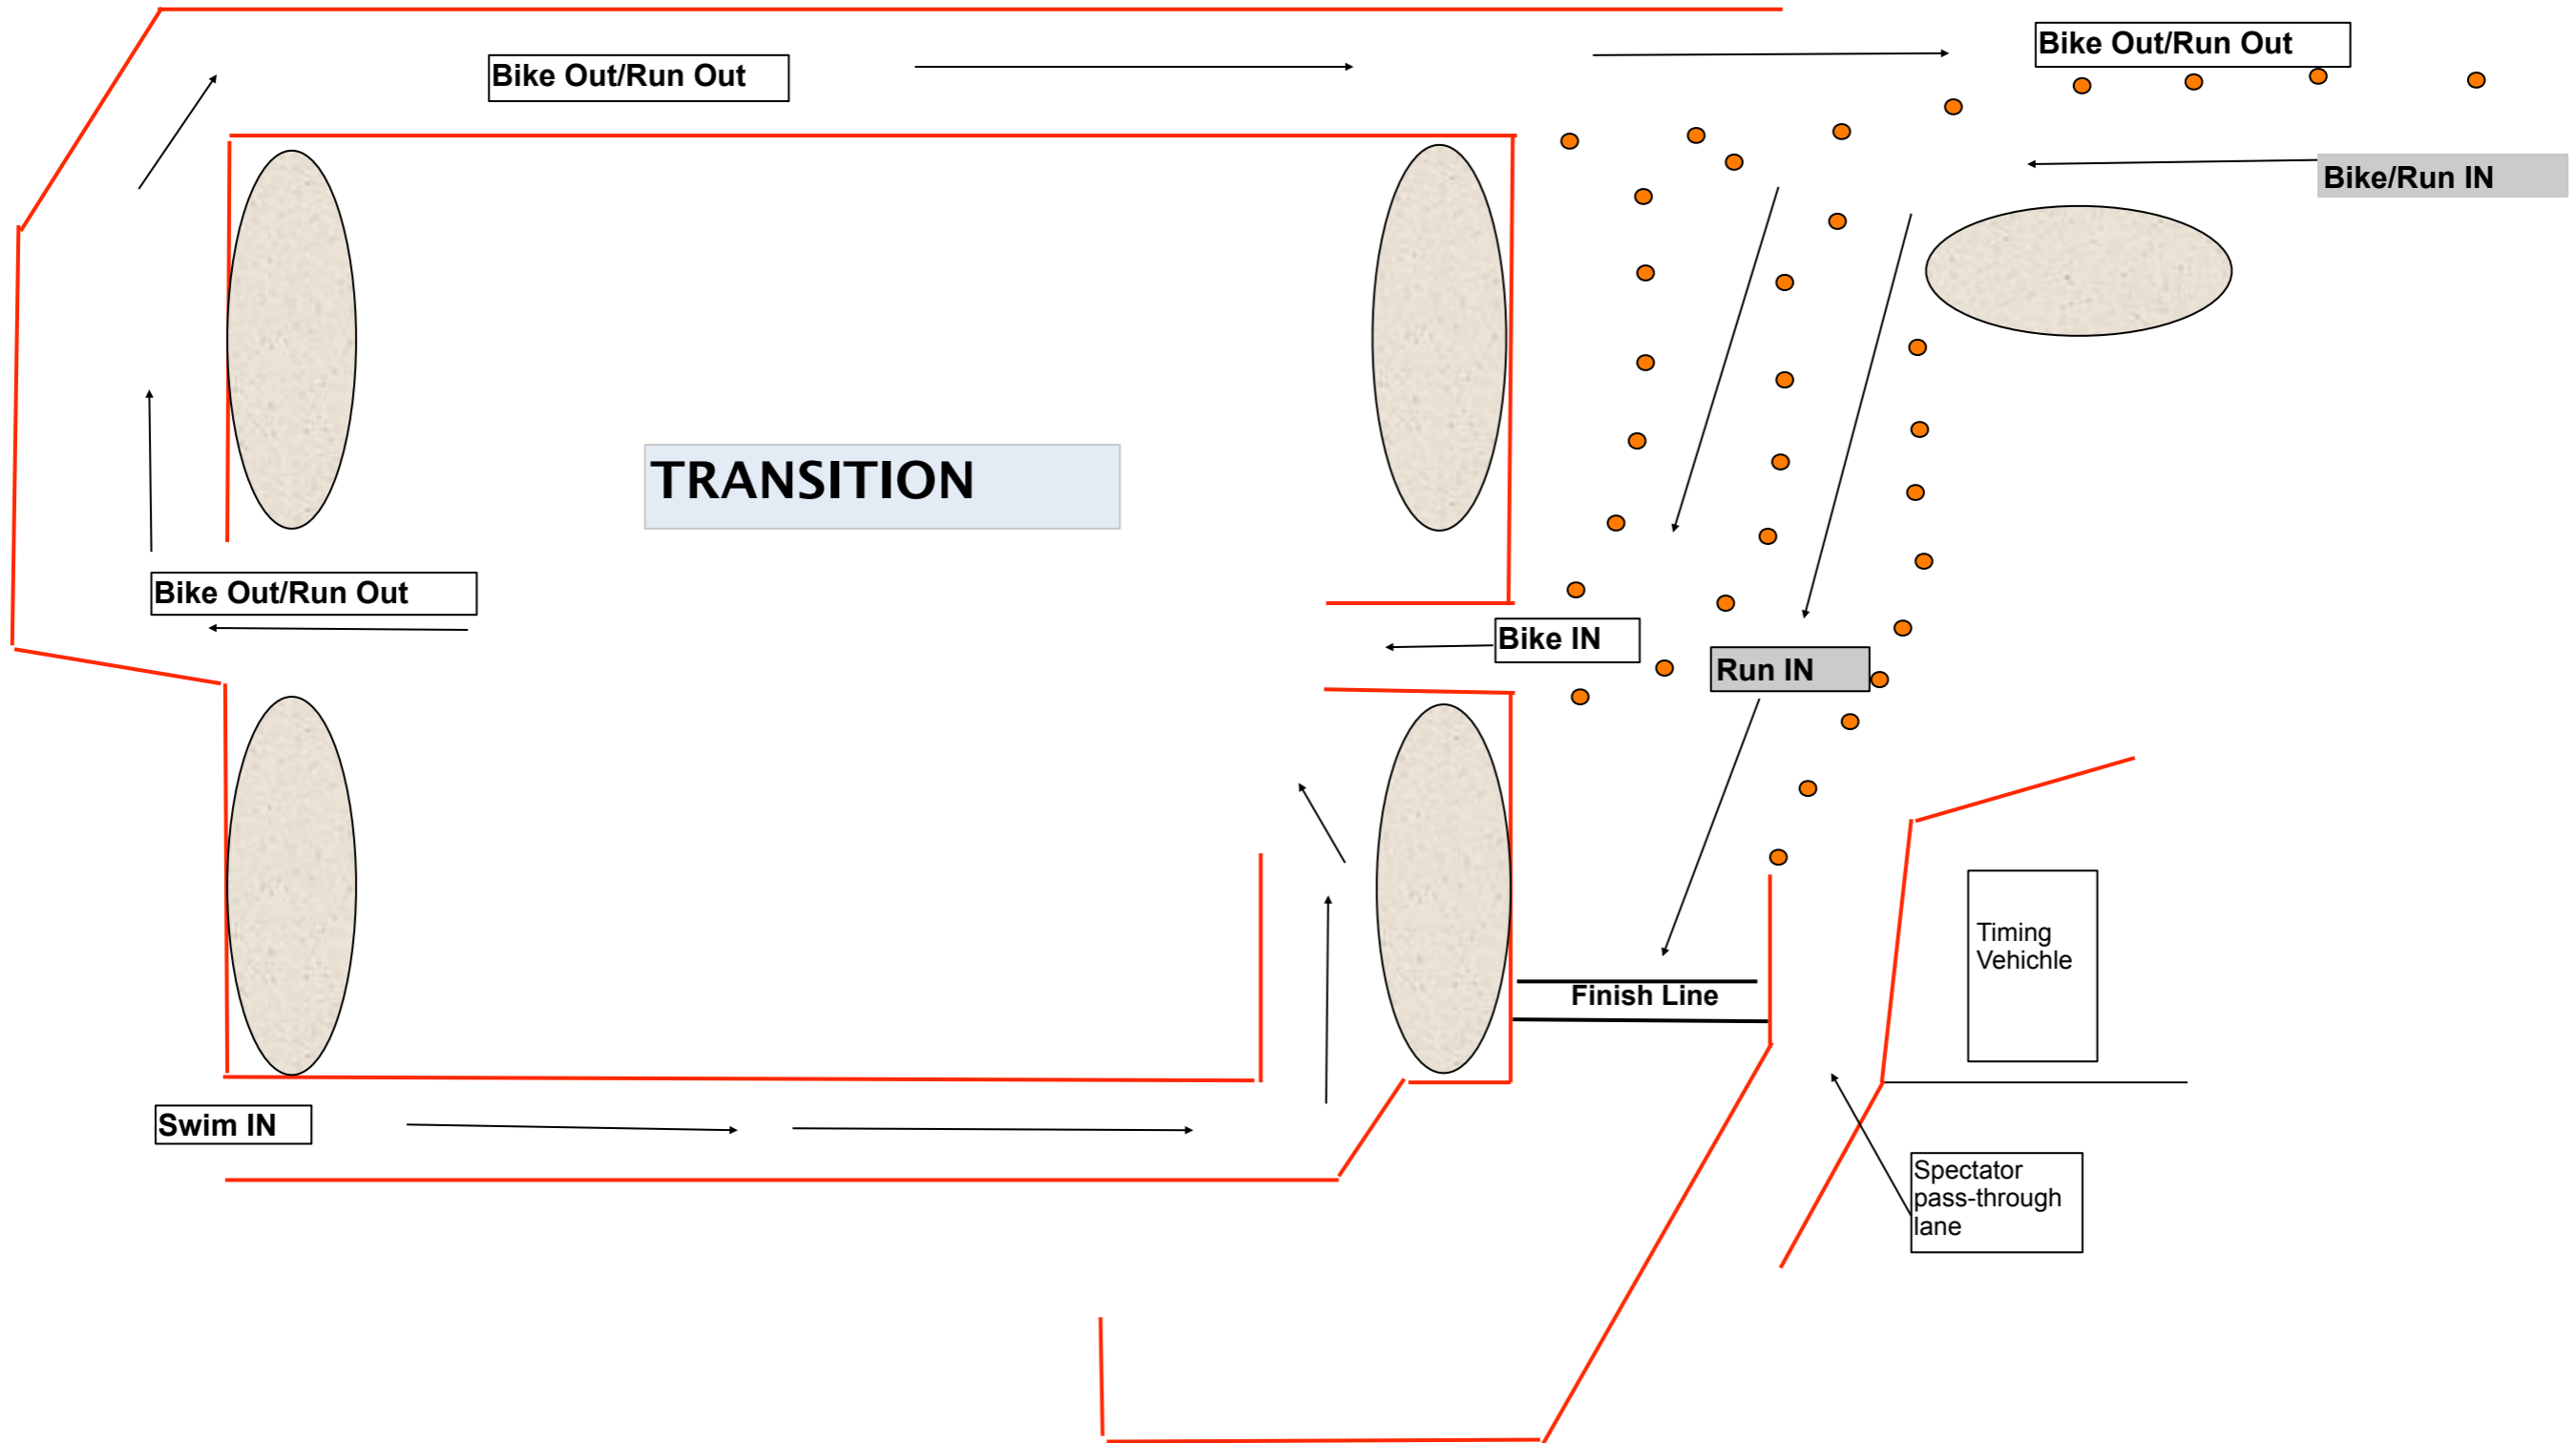 Bike Out/Run Out
Bike Out/Run Out
Bike/Run IN
TRANSITION
Bike Out/Run Out
Bike IN
Run IN
Timing
Vehichle
Finish Line
Swim IN
Spectator
pass-through
lane